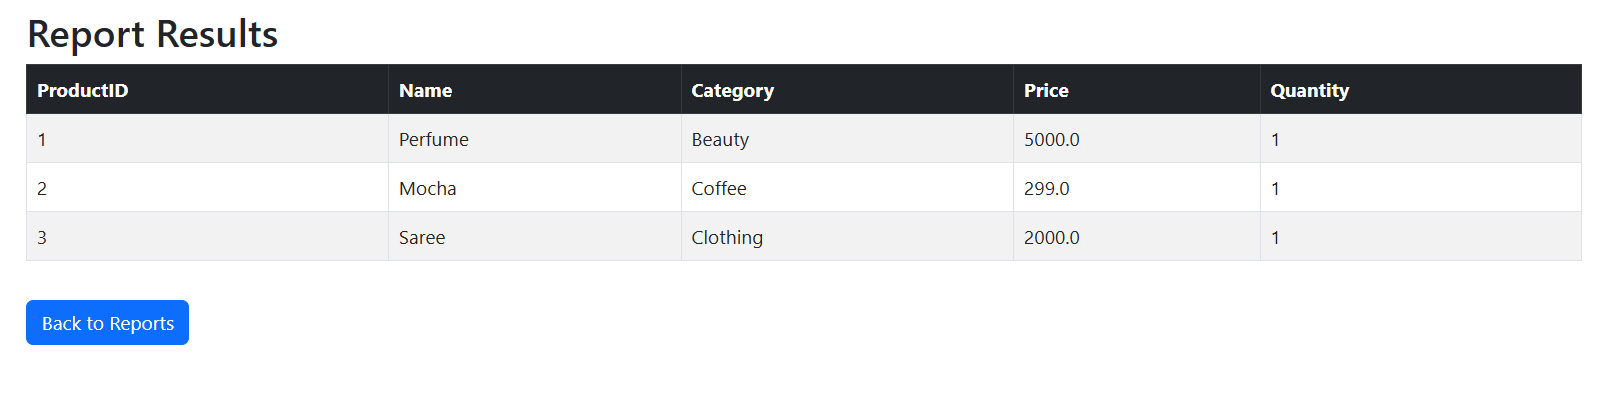 Report Results
ProductID Name Category Price Quantity
1 Perfume Beauty 5000.0 1
2 Mocha Coffee 299.0 1
3 Saree Clothing 2000.0 1
Back to Reports